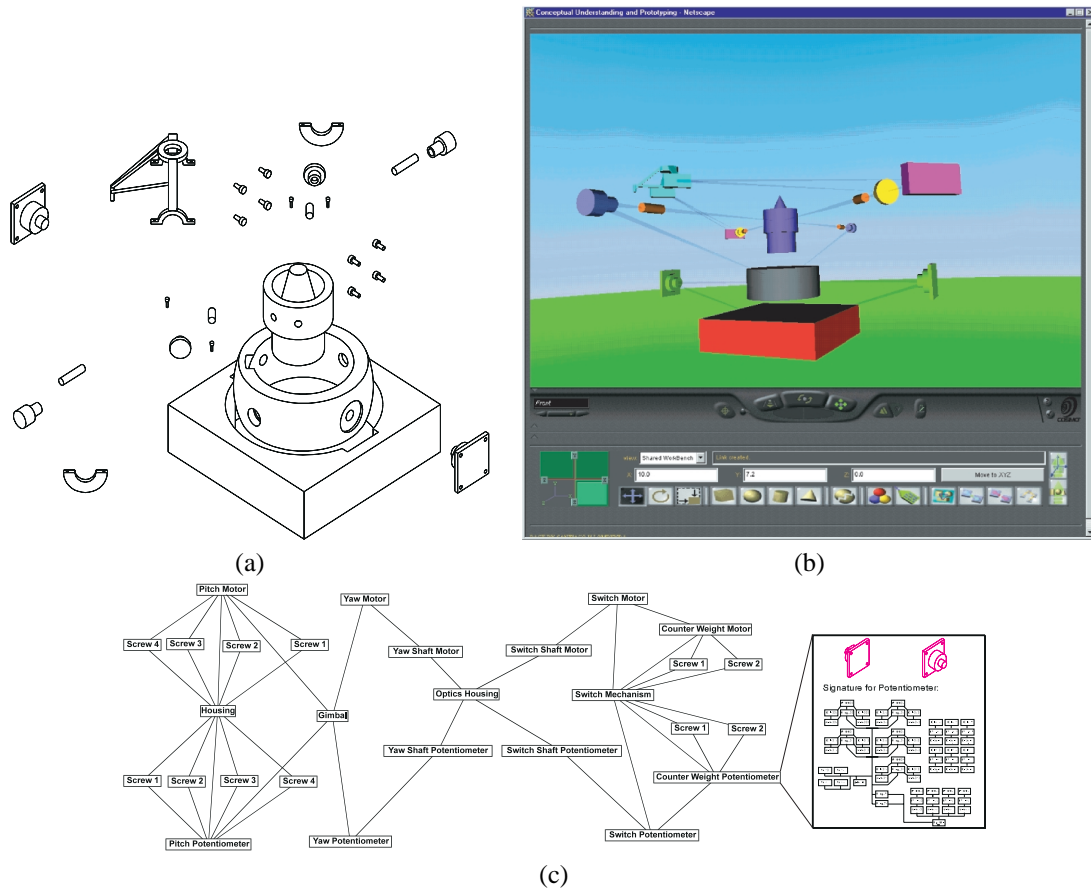 Conceptual Understanding and Prototyping - Netscape
Front
COSMO
View Shared WorkBench Link created
X 10.0 Y 7.2 Z 0.0 Move to XYZ
(a)
(b)
Pitch Motor
Yaw Motor
Switch Motor
Counter Weight Motor
Screw 4
Screw 3
Screw 2
Screw 1
Yaw Shaft Motor
Switch Shaft Motor
Screw 1
Screw 2
Optics Housing
Switch Mechanism
Housing
Gimbal
Screw 1
Screw 2
Yaw Shaft Potentiometer
Switch Shaft Potentiometer
Counter Weight Potentiometer
Screw 1
Screw 2
Screw 3
Screw 4
Pitch Potentiometer
Yaw Potentiometer
Switch Potentiometer
Signature for Potentiometer:
(c)